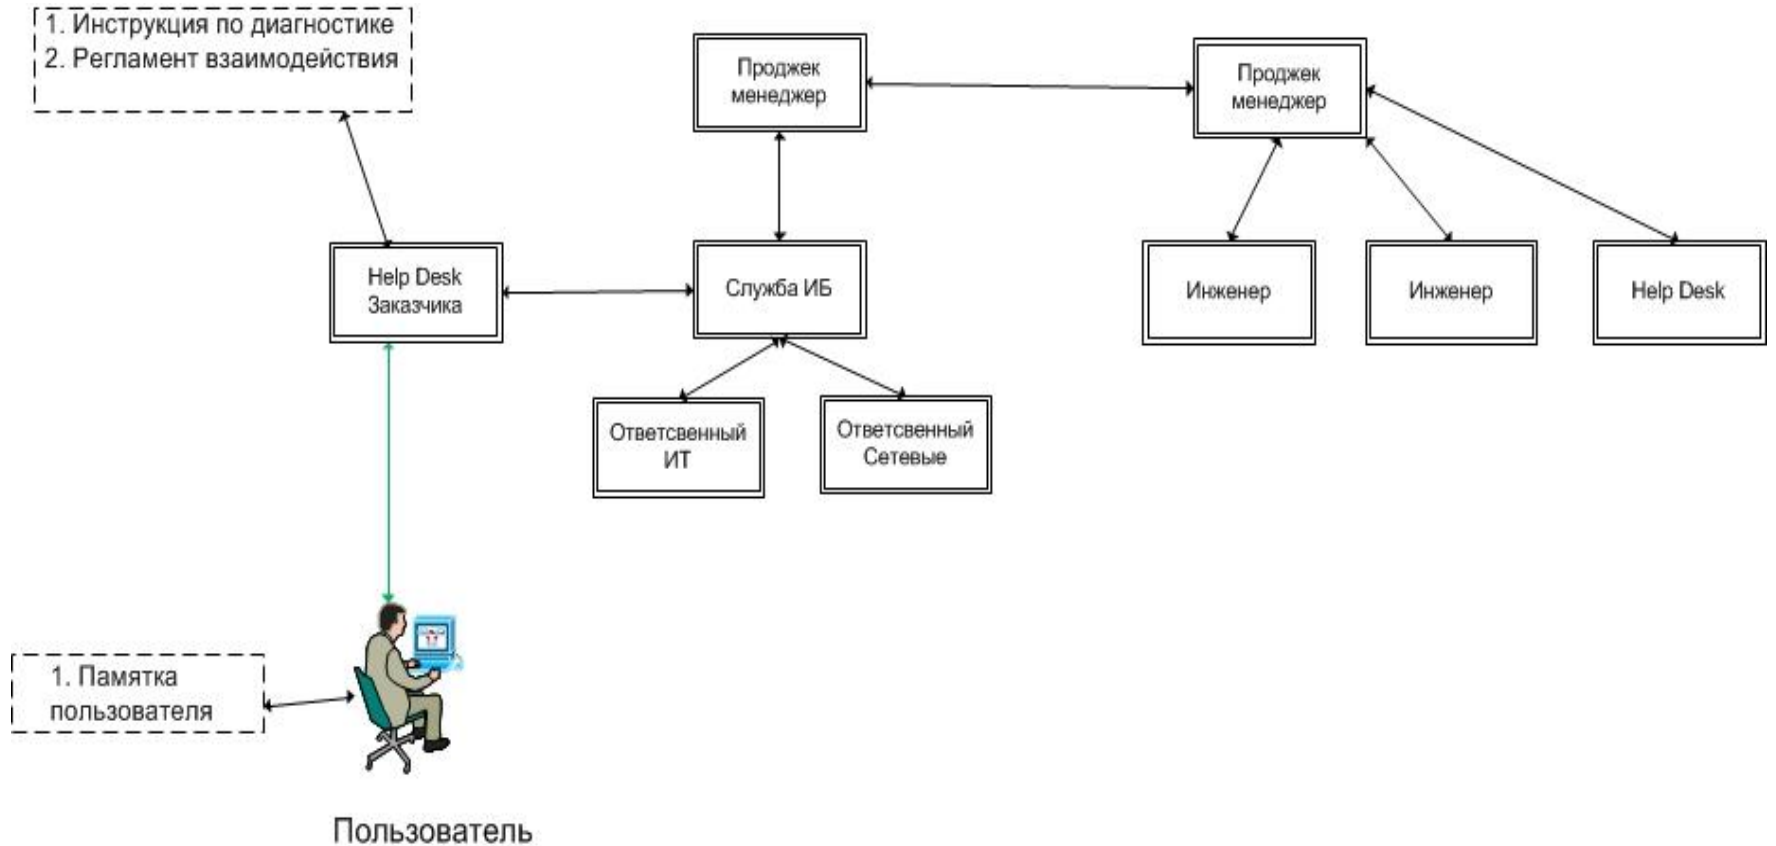 1. Инструкция по диагностике
2. Регламент взаимодействия
Проджек
менеджер
Проджек
менеджер
Help Desk
Заказчика
Служба ИБ
Инженер
Инженер
Help Desk
Ответсвенный
ИТ
Ответсвенный
Сетевые
1. Памятка
пользователя
Пользователь